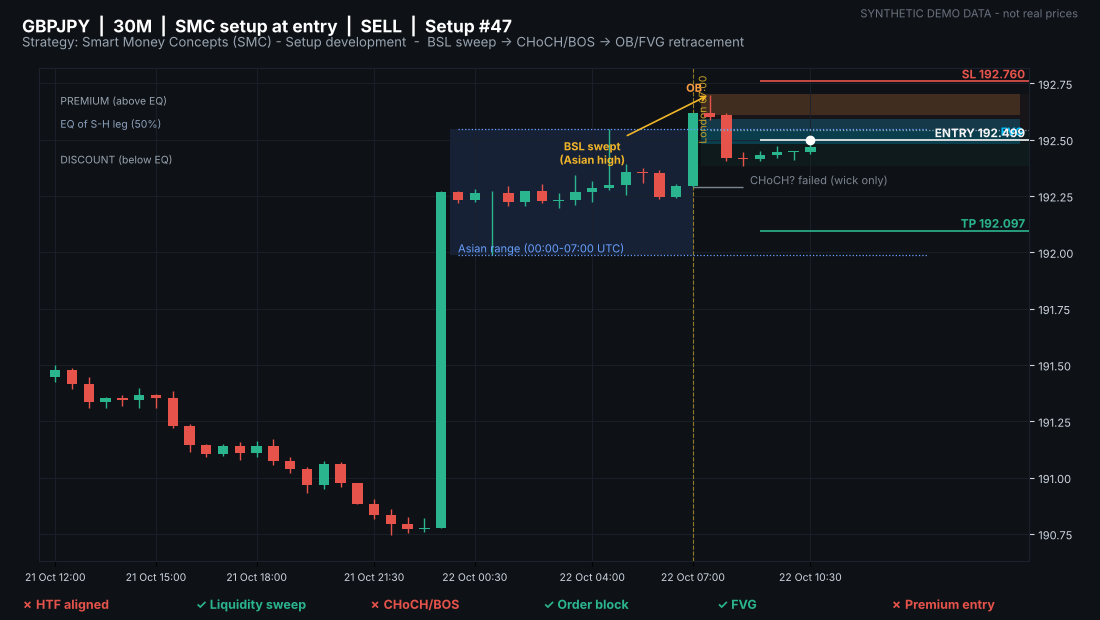 SYNTHETIC DEMO DATA - not real prices
GBPJPY | 30M | SMC setup at entry | SELL | Setup #47
Strategy: Smart Money Concepts (SMC) - Setup development - BSL sweep → CHoCH/BOS → OB/FVG retracement
PREMIUM (above EQ)
EQ of S-H leg (50%)
DISCOUNT (below EQ)
BSL swept
(Asian high)
OB
London 07:00
SL 192.760
ENTRY 192.499
CHoCH? failed (wick only)
TP 192.097
Asian range (00:00-07:00 UTC)
192.75
192.50
192.25
192.00
191.75
191.50
191.25
191.00
190.75
21 Oct 12:00
21 Oct 15:00
21 Oct 18:00
21 Oct 21:30
22 Oct 00:30
22 Oct 04:00
22 Oct 07:00
22 Oct 10:30
× HTF aligned
✓ Liquidity sweep
× CHoCH/BOS
✓ Order block
✓ FVG
× Premium entry